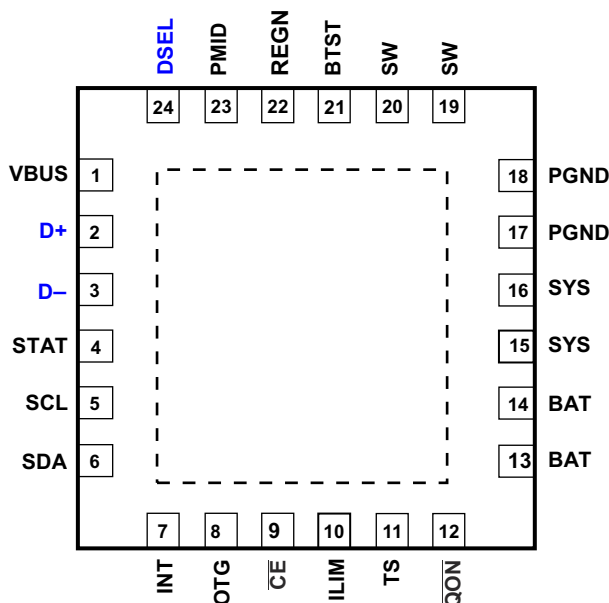 DSEL PMID REGN BTST SW SW
24 23 22 21 20 19
VBUS 1 18 PGND
D+ 2 17 PGND
D– 3 16 SYS
STAT 4 15 SYS
SCL 5 14 BAT
SDA 6 13 BAT
7 8 9 10 11 12
INT OTG C̅E̅ ILIM TS Q̅O̅N̅